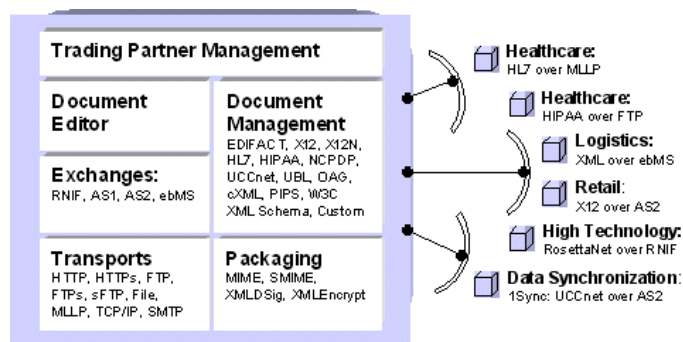 Trading Partner Management
Document
Editor
Document
Management
EDIFACT, X12, X12N,
HL7, HIPAA, NCPDP,
UCCnet, UBL, OAG,
cXML, PIPS, W3C
XML Schema, Custom
Exchanges:
RNIF, AS1, AS2, ebMS
Transports
HTTP, HTTPs, FTP,
FTPs, sFTP, File,
MLLP, TCP/IP, SMTP
Packaging
MIME, SMIME,
XMLDSig, XMLEncrypt
Healthcare:
HL7 over MLLP
Healthcare:
HIPAA over FTP
Logistics:
XML over ebMS
Retail:
X12 over AS2
High Technology:
RosettaNet over RNIF
Data Synchronization:
1Sync: UCCnet over AS2